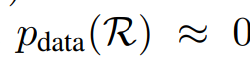 p_data(ℛ) ≈ 0